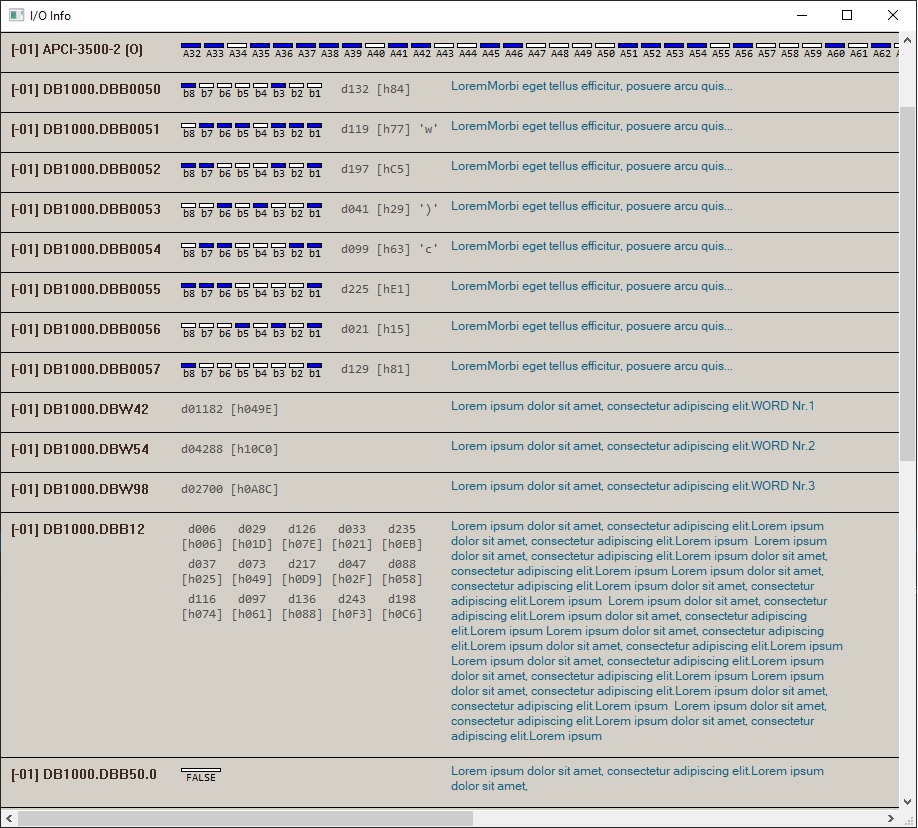 I/O Info
[-01] APCI-3500-2 (O)
A32 A33 A34 A35 A36 A37 A38 A39 A40 A41 A42 A43 A44 A45 A46 A47 A48 A49 A50 A51 A52 A53 A54 A55 A56 A57 A58 A59 A60 A61 A62
[-01] DB1000.DBB0050 b8 b7 b6 b5 b4 b3 b2 b1 d132 [h84] LoremMorbi eget tellus efficitur, posuere arcu quis...
[-01] DB1000.DBB0051 b8 b7 b6 b5 b4 b3 b2 b1 d119 [h77] 'w' LoremMorbi eget tellus efficitur, posuere arcu quis...
[-01] DB1000.DBB0052 b8 b7 b6 b5 b4 b3 b2 b1 d197 [hC5] LoremMorbi eget tellus efficitur, posuere arcu quis...
[-01] DB1000.DBB0053 b8 b7 b6 b5 b4 b3 b2 b1 d041 [h29] ')' LoremMorbi eget tellus efficitur, posuere arcu quis...
[-01] DB1000.DBB0054 b8 b7 b6 b5 b4 b3 b2 b1 d099 [h63] 'c' LoremMorbi eget tellus efficitur, posuere arcu quis...
[-01] DB1000.DBB0055 b8 b7 b6 b5 b4 b3 b2 b1 d225 [hE1] LoremMorbi eget tellus efficitur, posuere arcu quis...
[-01] DB1000.DBB0056 b8 b7 b6 b5 b4 b3 b2 b1 d021 [h15] LoremMorbi eget tellus efficitur, posuere arcu quis...
[-01] DB1000.DBB0057 b8 b7 b6 b5 b4 b3 b2 b1 d129 [h81] LoremMorbi eget tellus efficitur, posuere arcu quis...
[-01] DB1000.DBW42 d01182 [h049E] Lorem ipsum dolor sit amet, consectetur adipiscing elit.WORD Nr.1
[-01] DB1000.DBW54 d04288 [h10C0] Lorem ipsum dolor sit amet, consectetur adipiscing elit.WORD Nr.2
[-01] DB1000.DBW98 d02700 [h0A8C] Lorem ipsum dolor sit amet, consectetur adipiscing elit.WORD Nr.3
[-01] DB1000.DBB12
d006 d029 d126 d033 d235
[h006] [h01D] [h07E] [h021] [h0EB]
d037 d073 d217 d047 d088
[h025] [h049] [h0D9] [h02F] [h058]
d116 d097 d136 d243 d198
[h074] [h061] [h088] [h0F3] [h0C6]
Lorem ipsum dolor sit amet, consectetur adipiscing elit.Lorem ipsum
dolor sit amet, consectetur adipiscing elit.Lorem ipsum  Lorem ipsum
dolor sit amet, consectetur adipiscing elit.Lorem ipsum dolor sit amet,
consectetur adipiscing elit.Lorem ipsum Lorem ipsum dolor sit amet,
consectetur adipiscing elit.Lorem ipsum dolor sit amet, consectetur
adipiscing elit.Lorem ipsum  Lorem ipsum dolor sit amet, consectetur
adipiscing elit.Lorem ipsum dolor sit amet, consectetur adipiscing
elit.Lorem ipsum Lorem ipsum dolor sit amet, consectetur adipiscing
elit.Lorem ipsum dolor sit amet, consectetur adipiscing elit.Lorem ipsum
Lorem ipsum dolor sit amet, consectetur adipiscing elit.Lorem ipsum
dolor sit amet, consectetur adipiscing elit.Lorem ipsum Lorem ipsum
dolor sit amet, consectetur adipiscing elit.Lorem ipsum dolor sit amet,
consectetur adipiscing elit.Lorem ipsum  Lorem ipsum dolor sit amet,
consectetur adipiscing elit.Lorem ipsum dolor sit amet, consectetur
adipiscing elit.Lorem ipsum
[-01] DB1000.DBB50.0 FALSE
Lorem ipsum dolor sit amet, consectetur adipiscing elit.Lorem ipsum
dolor sit amet,